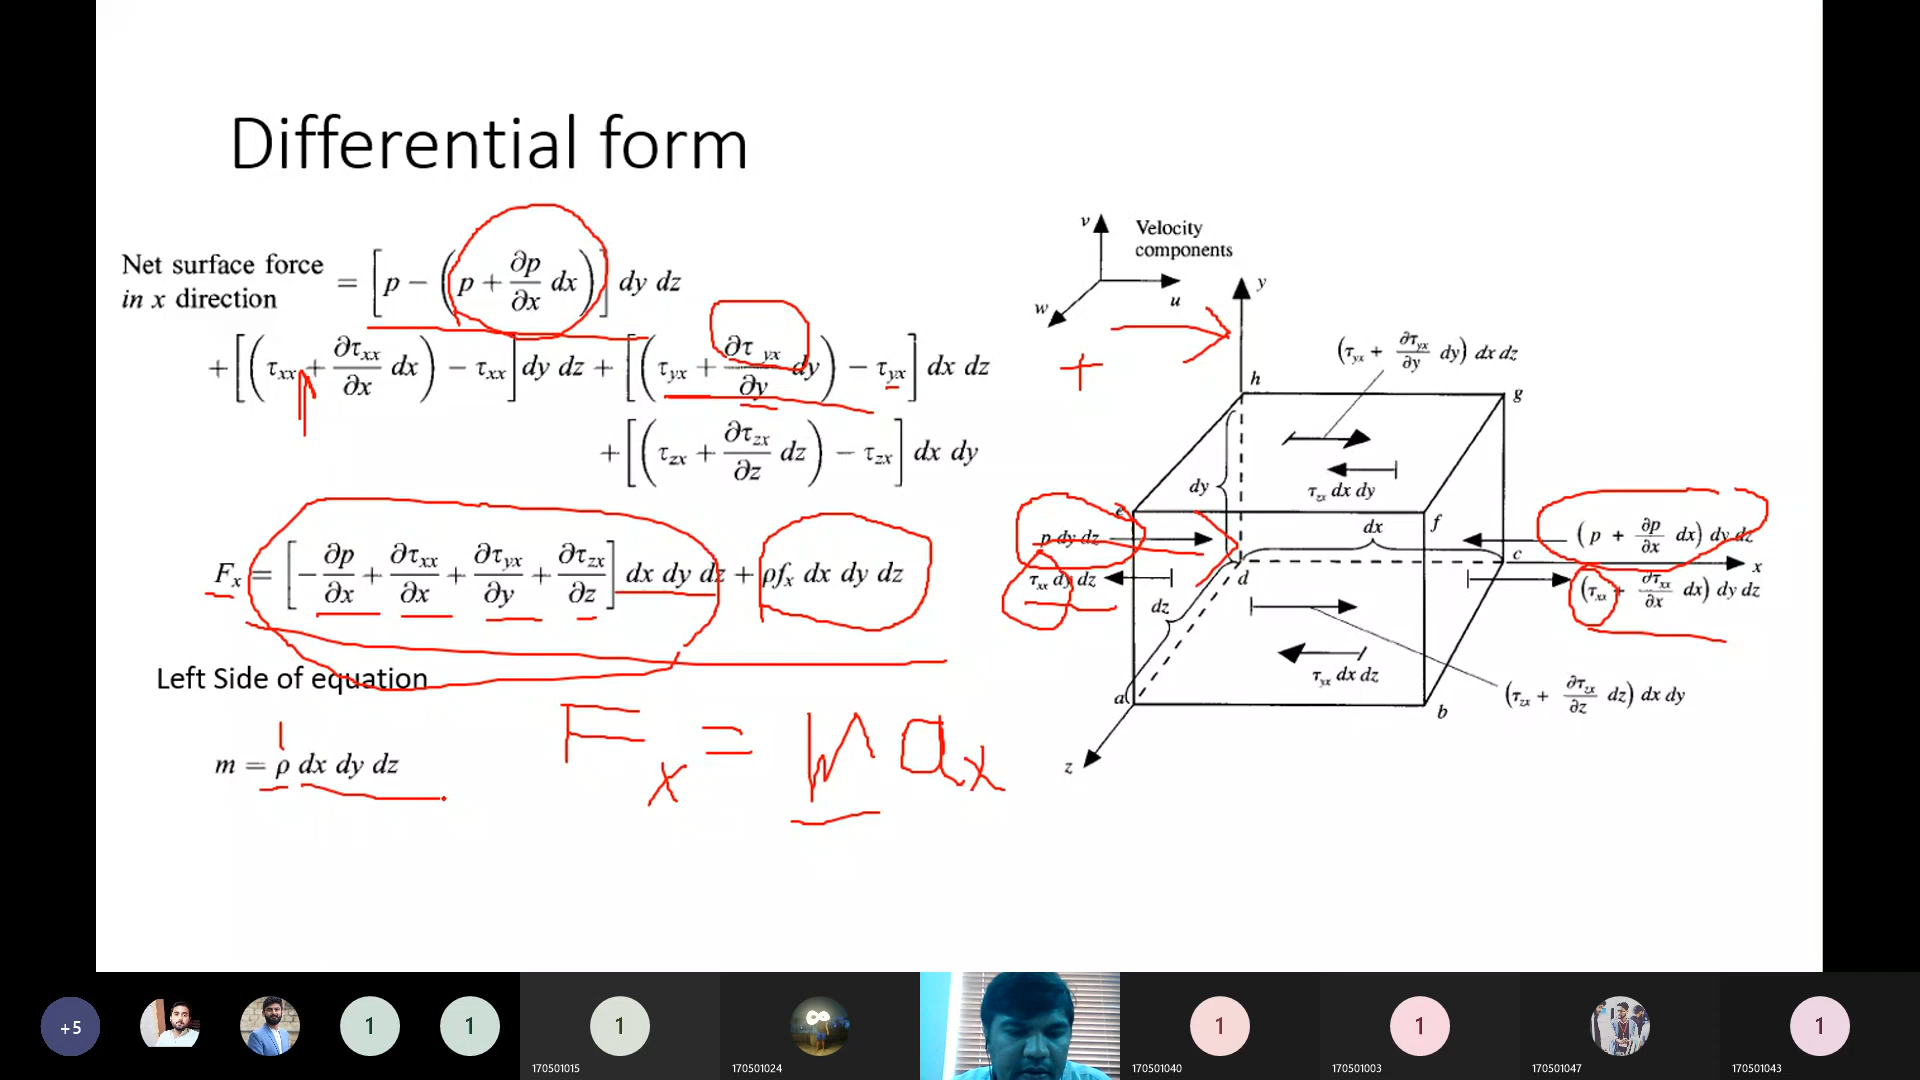 Differential form
Net surface force
in x direction
= [p − (p + ∂p/∂x dx)] dy dz
+ [(τxx + ∂τxx/∂x dx) − τxx] dy dz + [(τyx + ∂τyx/∂y dy) − τyx] dx dz
+ [(τzx + ∂τzx/∂z dz) − τzx] dx dy
Fx = [−∂p/∂x + ∂τxx/∂x + ∂τyx/∂y + ∂τzx/∂z] dx dy dz + ρfx dx dy dz
Left Side of equation
m = ρ dx dy dz
Fx = m ax
+
v
Velocity
components
u
w
y
(τyx + ∂τyx/∂y dy) dx dz
h
g
dy
τzx dx dy
e
f
dx
p dy dz
(p + ∂p/∂x dx) dy dz
c
x
τxx dy dz
d
(τxx + ∂τxx/∂x dx) dy dz
dz
τyx dx dz
(τzx + ∂τzx/∂z dz) dx dy
a
b
z
+5
1
1
1
170501015
170501024
1
170501040
1
170501003
170501047
1
170501043